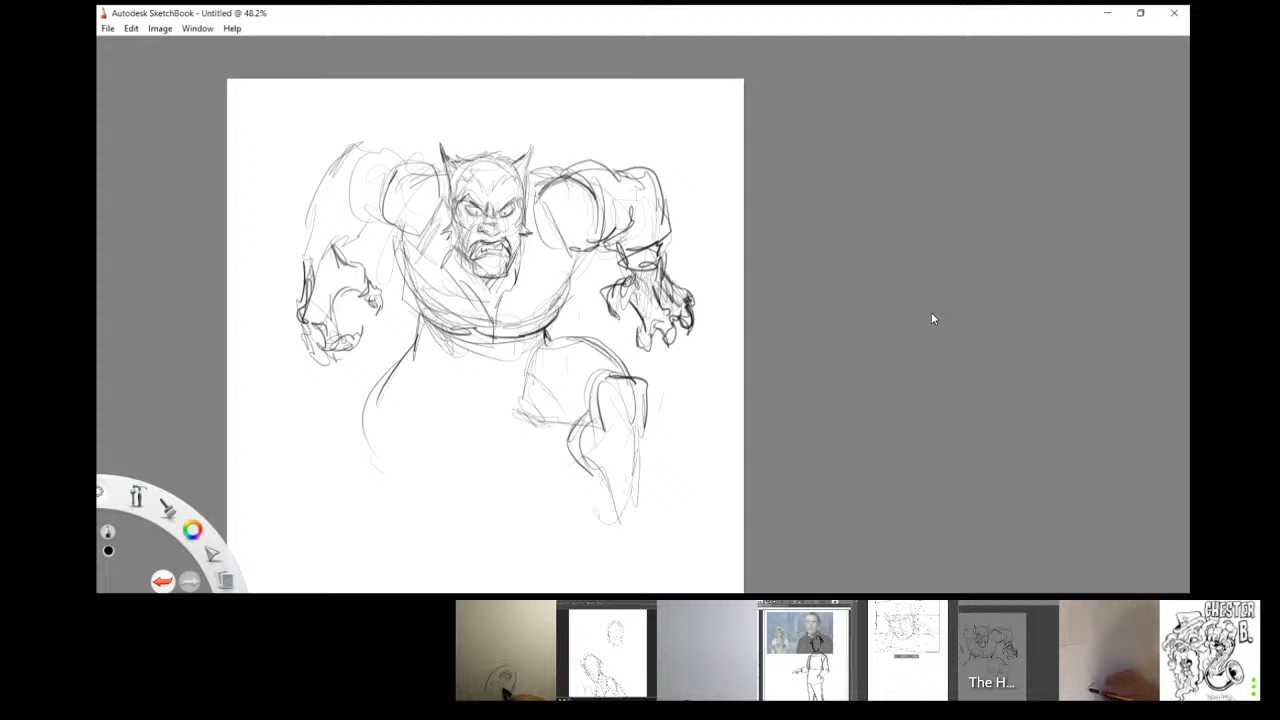 Autodesk SketchBook - Untitled @ 48.2%
File Edit Image Window Help
The H...
CHESTER
B.